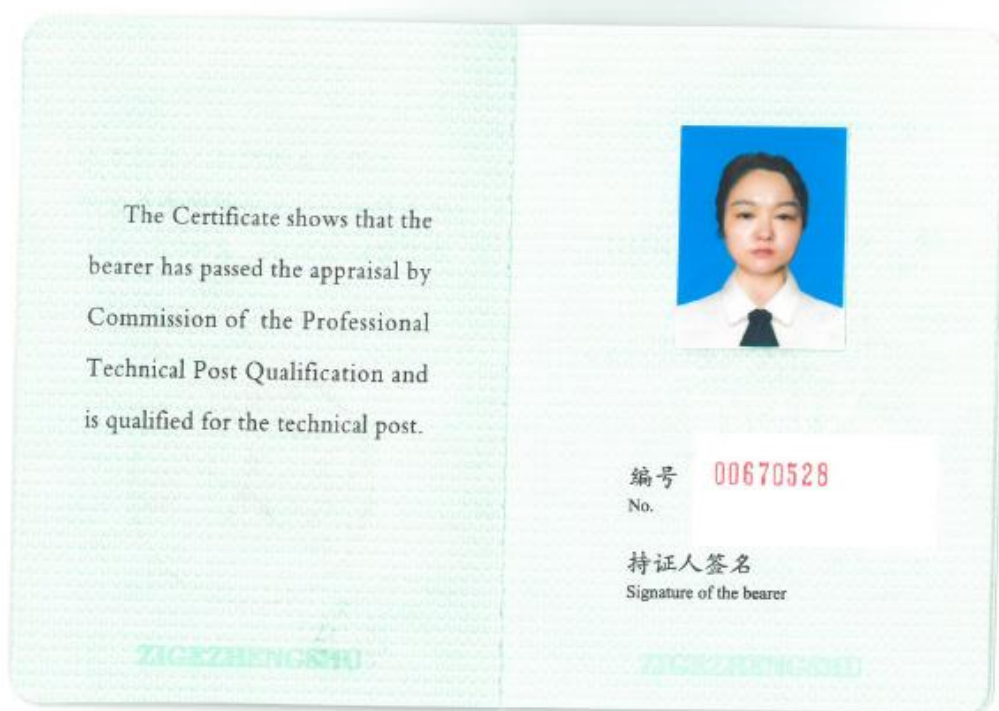 The Certificate shows that the
bearer has passed the appraisal by
Commission of the Professional
Technical Post Qualification and
is qualified for the technical post.
ZIGEZHENGSHU
编号 00670528
No.
持证人签名
Signature of the bearer
ZIGEZHENGSHU